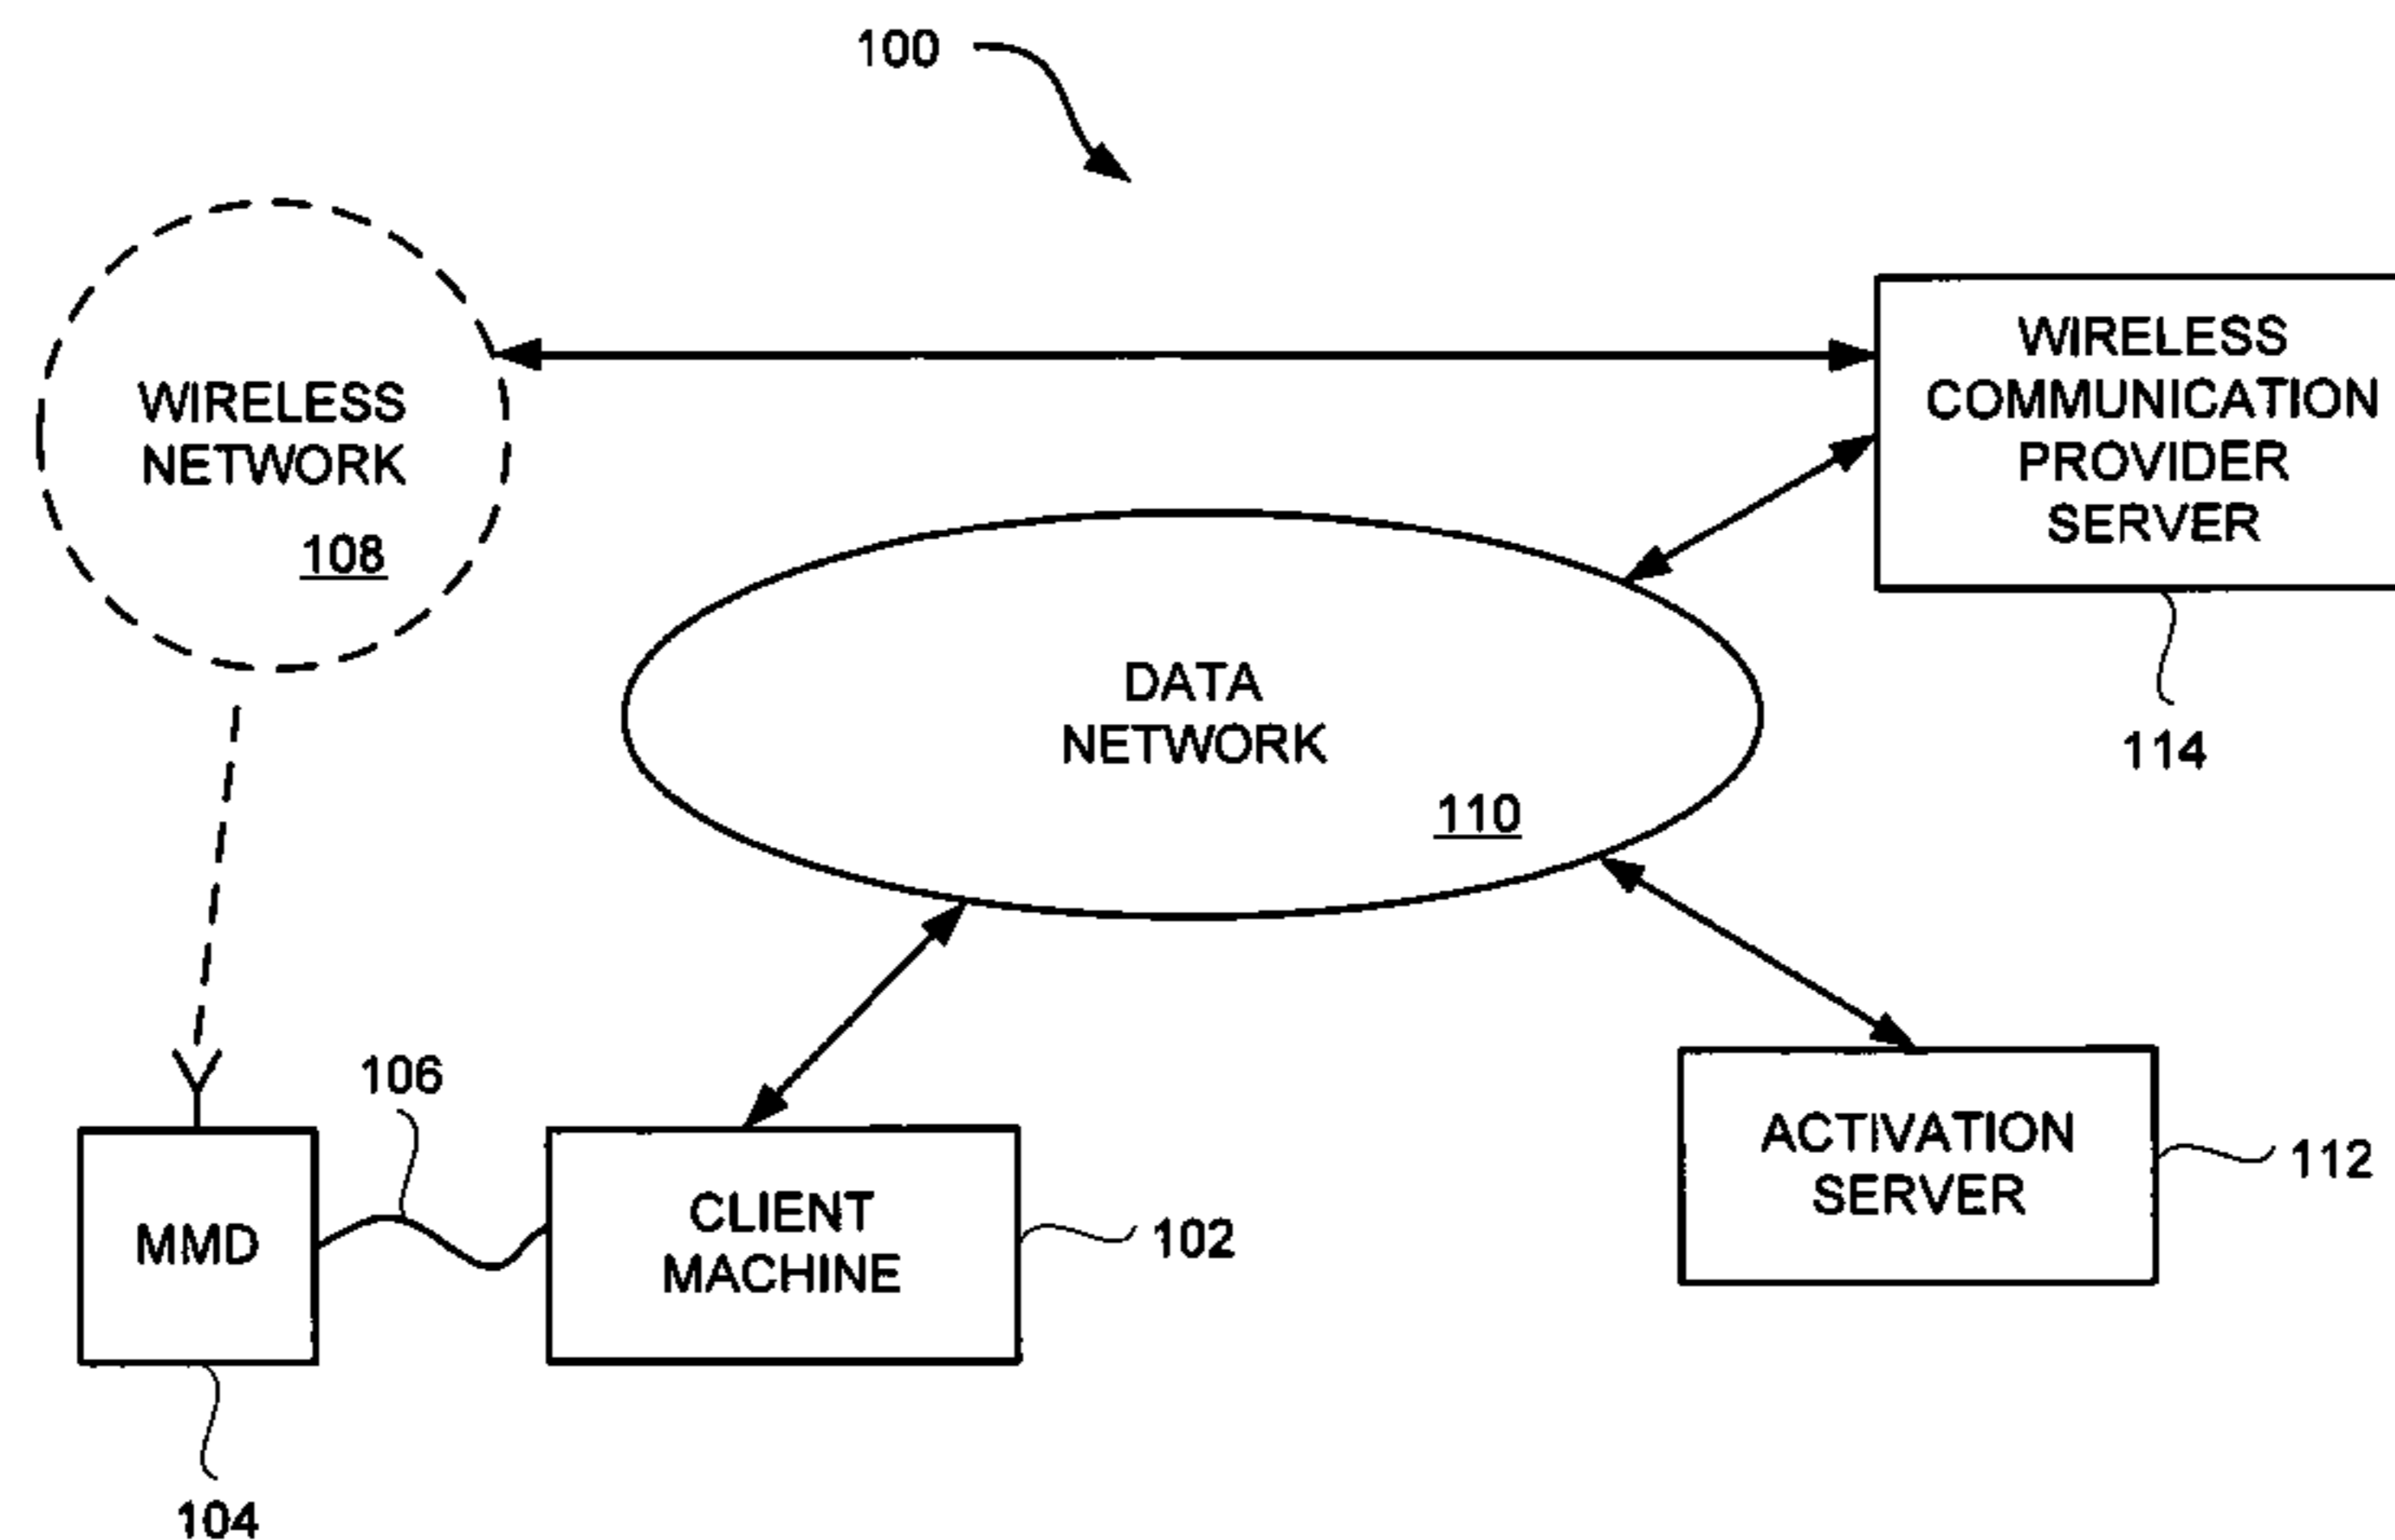 100
WIRELESS
NETWORK
108
WIRELESS
COMMUNICATION
PROVIDER
SERVER
114
DATA
NETWORK
110
106
MMD
104
CLIENT
MACHINE
102
ACTIVATION
SERVER
112